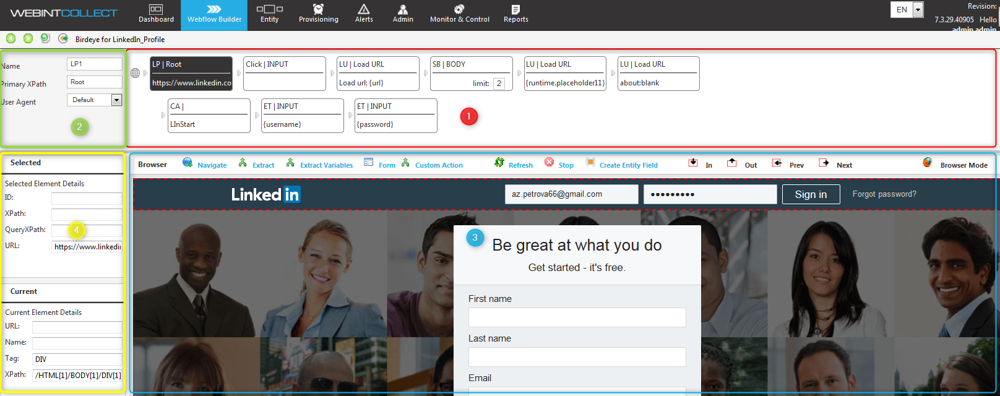 WEBINTCOLLECT
Dashboard
Webflow Builder
Entity
Provisioning
Alerts
Admin
Monitor & Control
Reports
EN
Revision:
7.3.29.40905 Hello
admin admin
Birdeye for LinkedIn_Profile
Name
LP1
Primary XPath
Root
User Agent
Default
2
LP | Root
https://www.linkedin.co
Click | INPUT
LU | Load URL
Load url: {url}
SB | BODY
limit: 2
LU | Load URL
{runtime.placeholder11}
LU | Load URL
about:blank
CA |
LInStart
ET | INPUT
{username}
ET | INPUT
{password}
1
Selected
Selected Element Details
ID:
XPath:
QueryXPath:
4
URL: https://www.linkedin
Current
Current Element Details
URL:
Name:
Tag: DIV
XPath: /HTML[1]/BODY[1]/DIV[1]
Browser
Navigate
Extract
Extract Variables
Form
Custom Action
Refresh
Stop
Create Entity Field
In
Out
Prev
Next
Browser Mode
Linked in
az.petrova66@gmail.com
Sign in
Forgot password?
3
Be great at what you do
Get started - it's free.
First name
Last name
Email